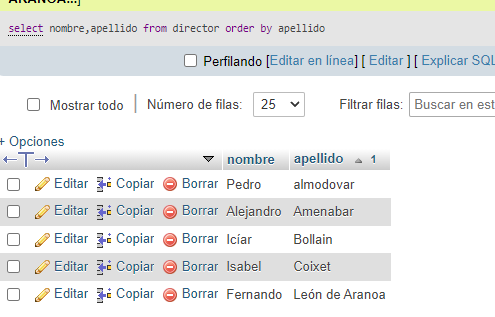 ARANOA...]
select nombre,apellido from director order by apellido
Perfilando [Editar en línea] [ Editar ] [ Explicar SQL
Mostrar todo Número de filas: 25 Filtrar filas: Buscar en est
+ Opciones
nombre apellido 1
Editar Copiar Borrar Pedro almodovar
Editar Copiar Borrar Alejandro Amenabar
Editar Copiar Borrar Icíar Bollain
Editar Copiar Borrar Isabel Coixet
Editar Copiar Borrar Fernando León de Aranoa